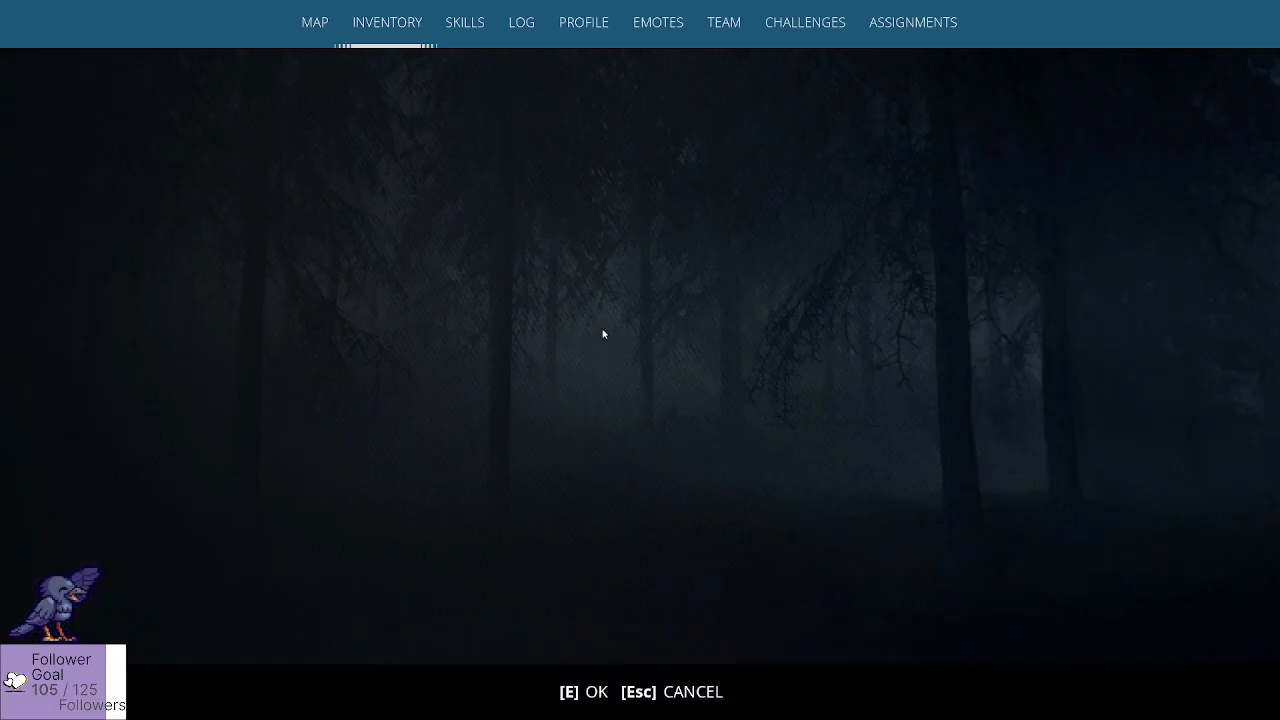 MAP INVENTORY SKILLS LOG PROFILE EMOTES TEAM CHALLENGES ASSIGNMENTS
Follower
Goal
105 / 125
Followers
[E] OK [Esc] CANCEL